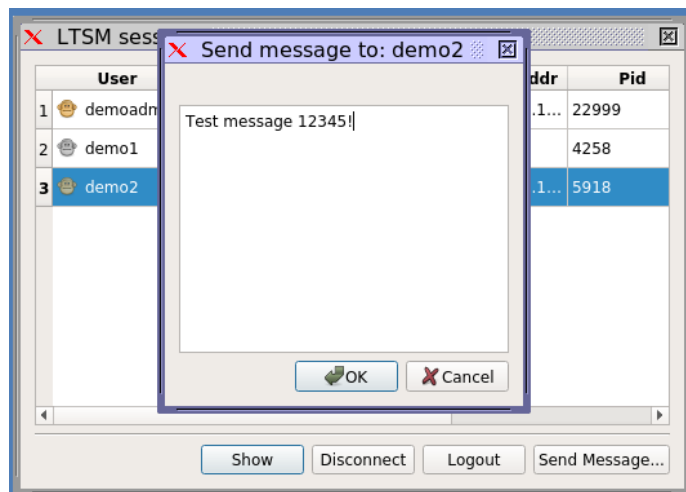 LTSM sess
Send message to: demo2
User
ddr
Pid
1 demoadm
.1... 22999
2 demo1
4258
3 demo2
.1... 5918
Test message 12345!
OK
Cancel
Show
Disconnect
Logout
Send Message...